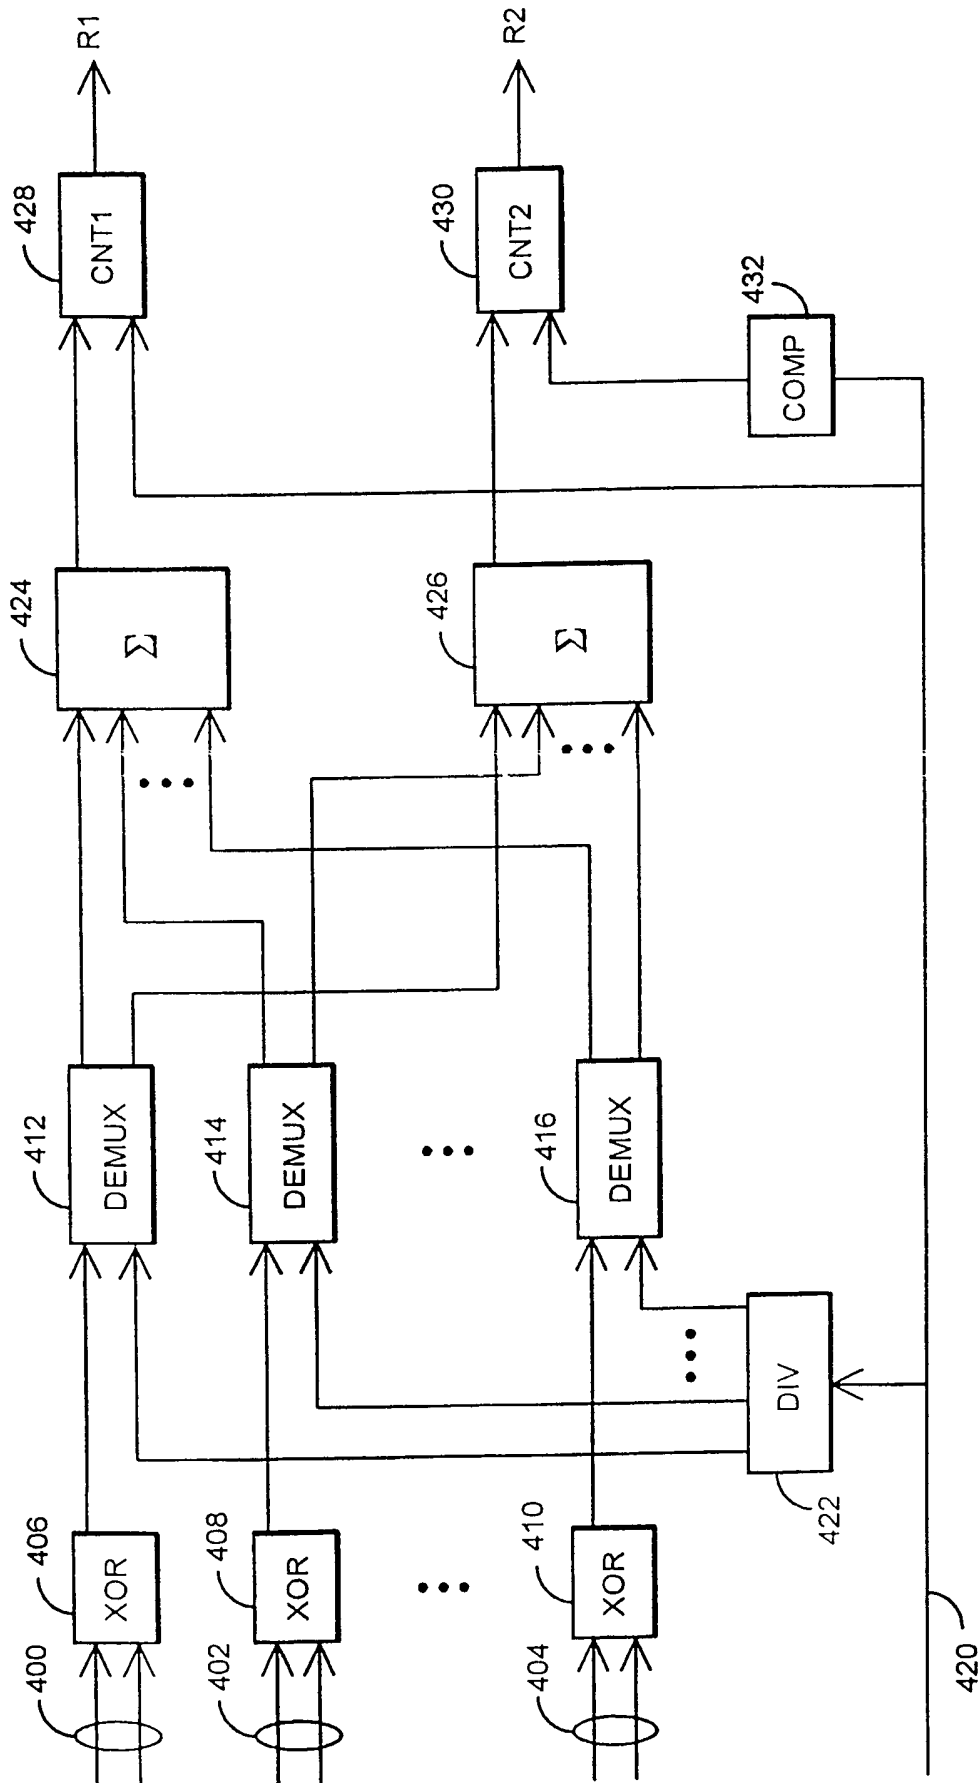 400
406
XOR
412
DEMUX
424
Σ
428
CNT1
R1
402
408
XOR
414
DEMUX
426
Σ
430
CNT2
R2
404
410
XOR
416
DEMUX
422
DIV
432
COMP
420